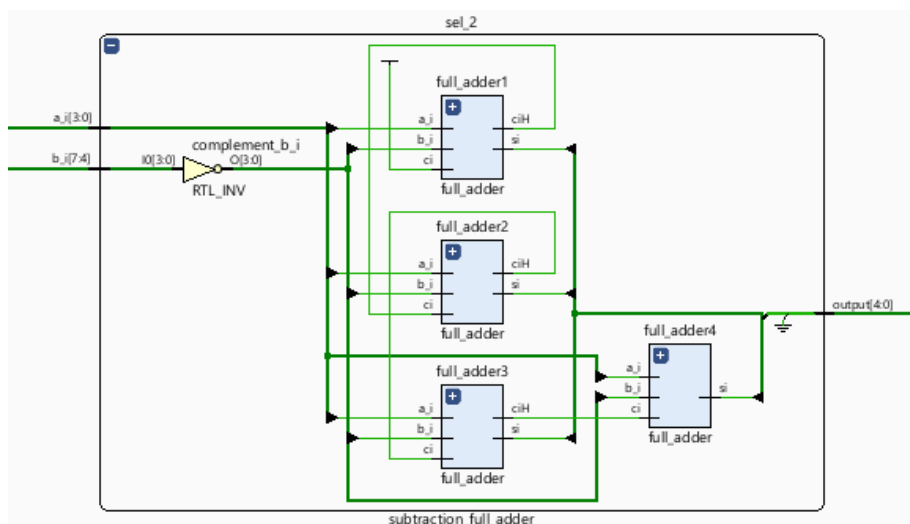 sel_2
full_adder1
a_i[3:0]
a_i
ciH
complement_b_i
b_i
si
b_i[7:4]
I0[3:0]
O[3:0]
ci
RTL_INV
full_adder
full_adder2
a_i
ciH
b_i
si
ci
output[4:0]
full_adder
full_adder4
full_adder3
a_i
b_i
si
a_i
ciH
ci
b_i
si
full_adder
ci
full_adder
subtraction_full_adder